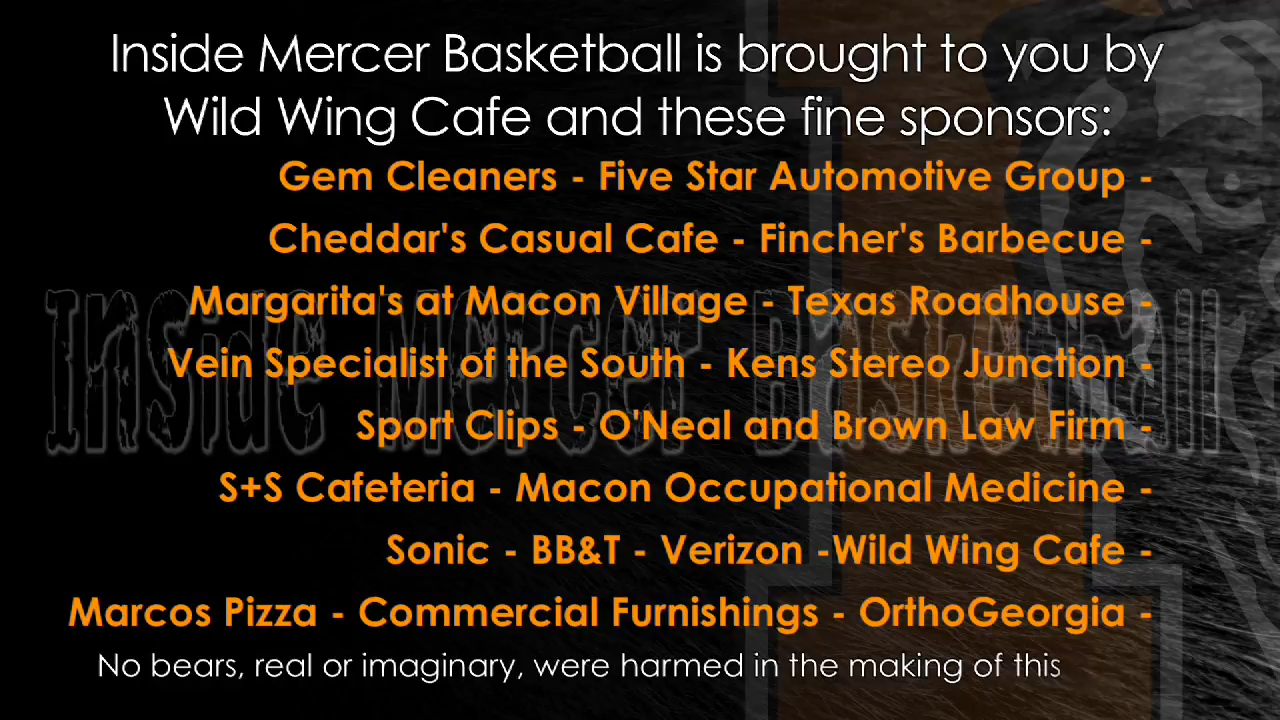 Inside Mercer Basketball is brought to you by
Wild Wing Cafe and these fine sponsors:
Gem Cleaners - Five Star Automotive Group -
Cheddar's Casual Cafe - Fincher's Barbecue -
Margarita's at Macon Village - Texas Roadhouse -
Inside Mercer Basketball
Vein Specialist of the South - Kens Stereo Junction -
Sport Clips - O'Neal and Brown Law Firm -
S+S Cafeteria - Macon Occupational Medicine -
Sonic - BB&T - Verizon -Wild Wing Cafe -
Marcos Pizza - Commercial Furnishings - OrthoGeorgia -
No bears, real or imaginary, were harmed in the making of this